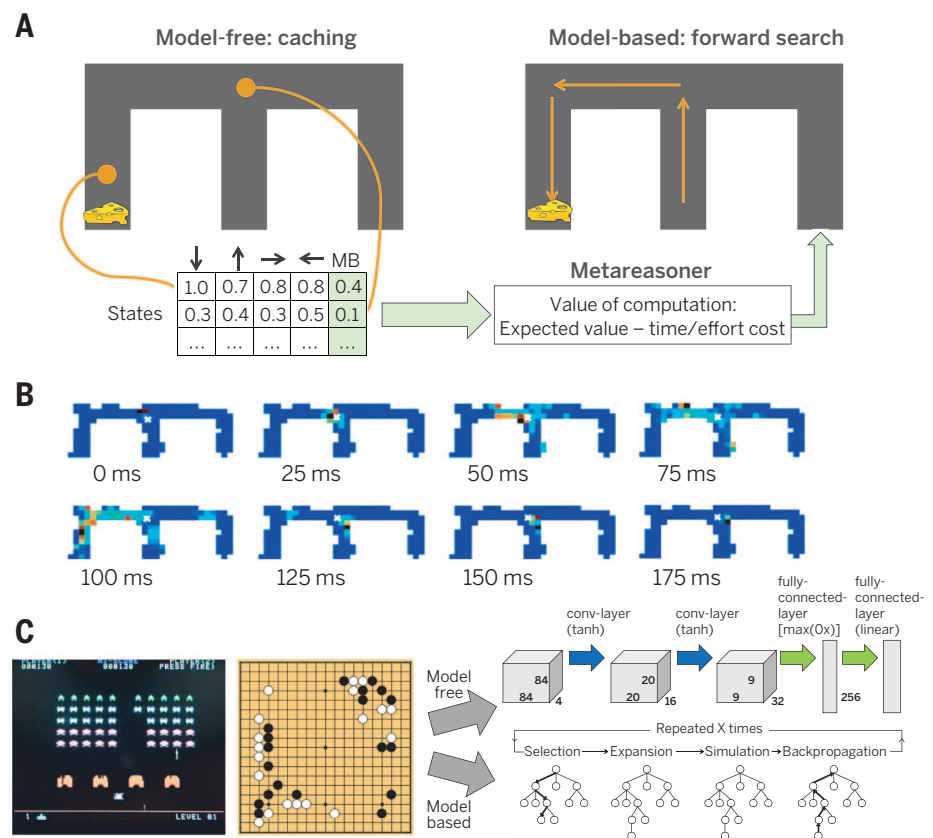 A
Model-free: caching
Model-based: forward search
MB
1.0 0.7 0.8 0.8 0.4
States 0.3 0.4 0.3 0.5 0.1
... ... ... ... ...
Metareasoner
Value of computation:
Expected value – time/effort cost
B
0 ms 25 ms 50 ms 75 ms
100 ms 125 ms 150 ms 175 ms
C
000130 000130 PRESS FIRE!
1 LEVEL 01
Model
free
Model
based
conv-layer
(tanh)
conv-layer
(tanh)
fully-
connected-
layer
[max(0x)]
fully-
connected-
layer
(linear)
84 84 4
20 20 16
9 9 32
256
Repeated X times
Selection Expansion Simulation Backpropagation